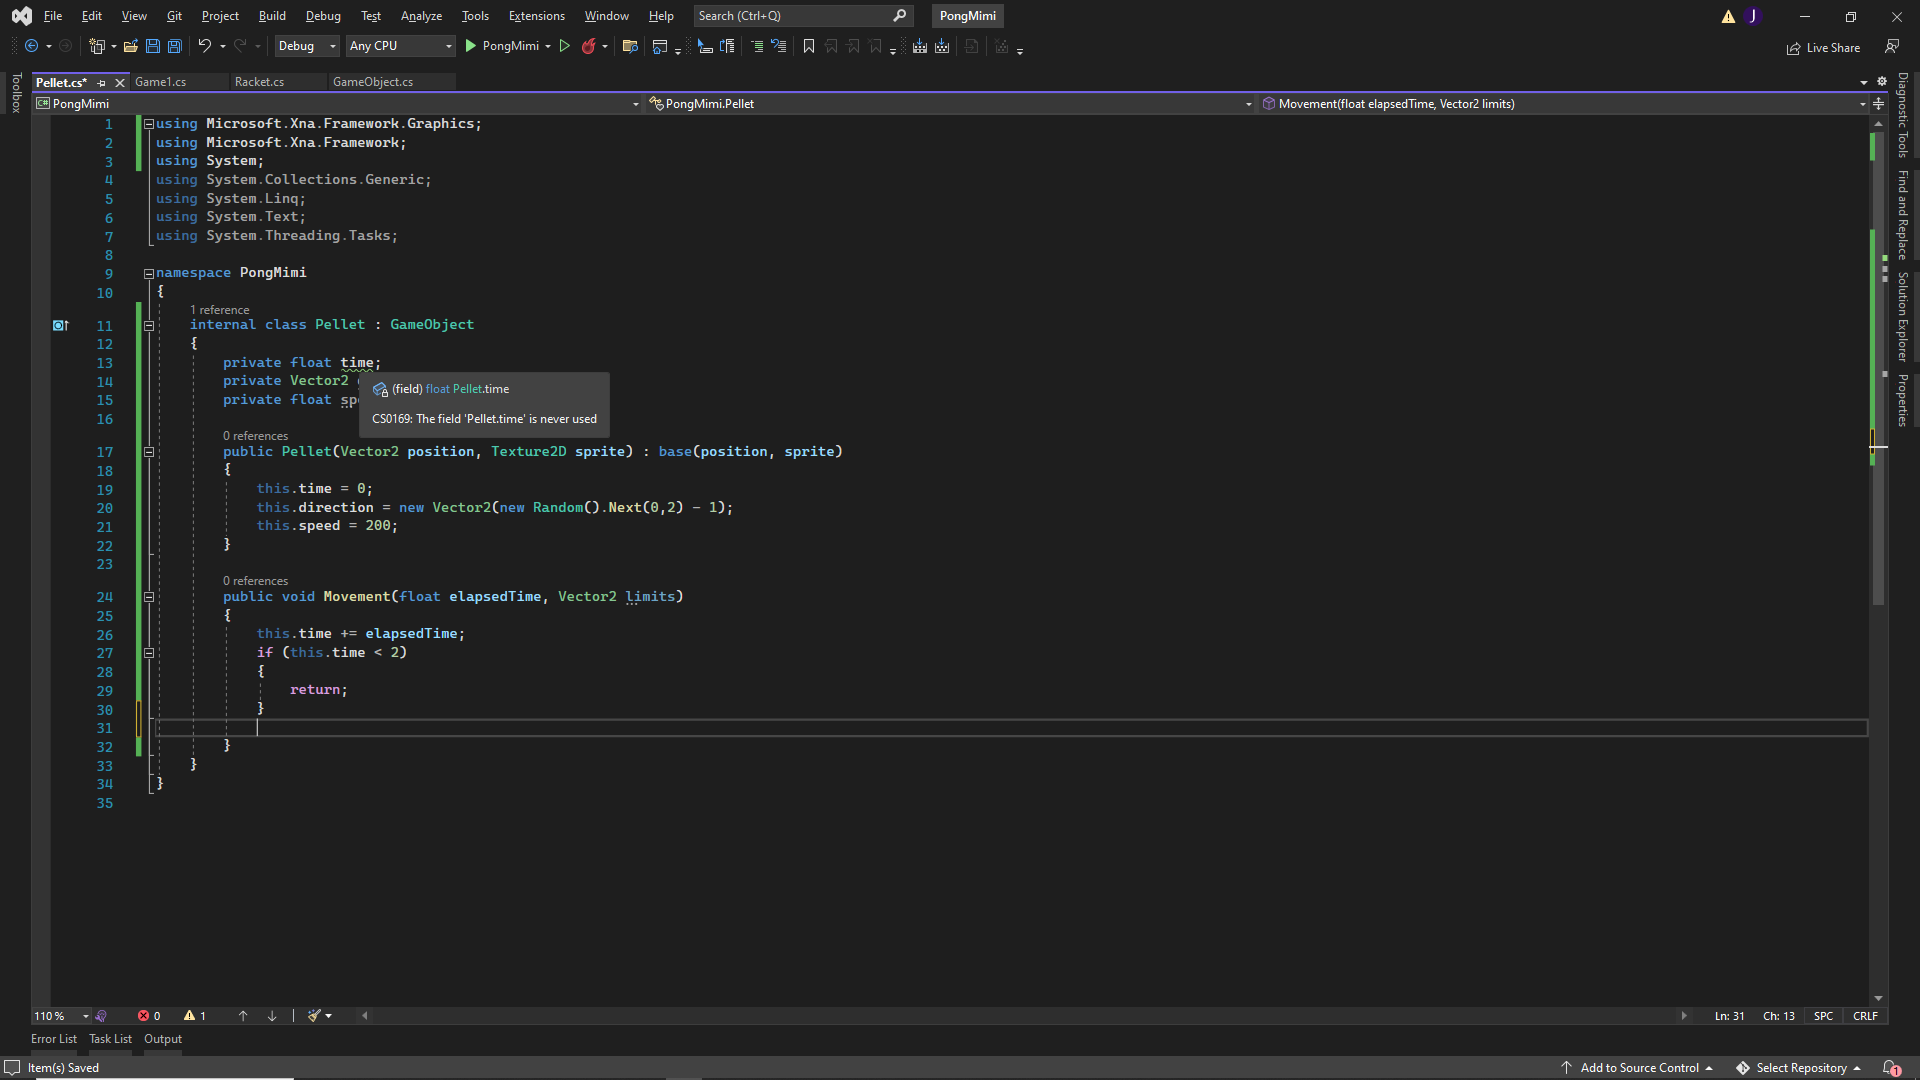 File Edit View Git Project Build Debug Test Analyze Tools Extensions Window Help Search (Ctrl+Q) PongMimi J
Debug Any CPU PongMimi Live Share
Toolbox
Pellet.cs* Game1.cs Racket.cs GameObject.cs
PongMimi PongMimi.Pellet Movement(float elapsedTime, Vector2 limits)
1 using Microsoft.Xna.Framework.Graphics;
2 using Microsoft.Xna.Framework;
3 using System;
4 using System.Collections.Generic;
5 using System.Linq;
6 using System.Text;
7 using System.Threading.Tasks;
8
9 namespace PongMimi
10 {
1 reference
11 internal class Pellet : GameObject
12 {
13 private float time;
14 private Vector2
15 private float spe
16
(field) float Pellet.time
CS0169: The field 'Pellet.time' is never used
0 references
17 public Pellet(Vector2 position, Texture2D sprite) : base(position, sprite)
18 {
19 this.time = 0;
20 this.direction = new Vector2(new Random().Next(0,2) - 1);
21 this.speed = 200;
22 }
23
0 references
24 public void Movement(float elapsedTime, Vector2 limits)
25 {
26 this.time += elapsedTime;
27 if (this.time < 2)
28 {
29 return;
30 }
31
32 }
33 }
34 }
35
Diagnostic Tools
Find and Replace
Solution Explorer
Properties
110 % 0 1 Ln: 31 Ch: 13 SPC CRLF
Error List Task List Output
Item(s) Saved Add to Source Control Select Repository 1